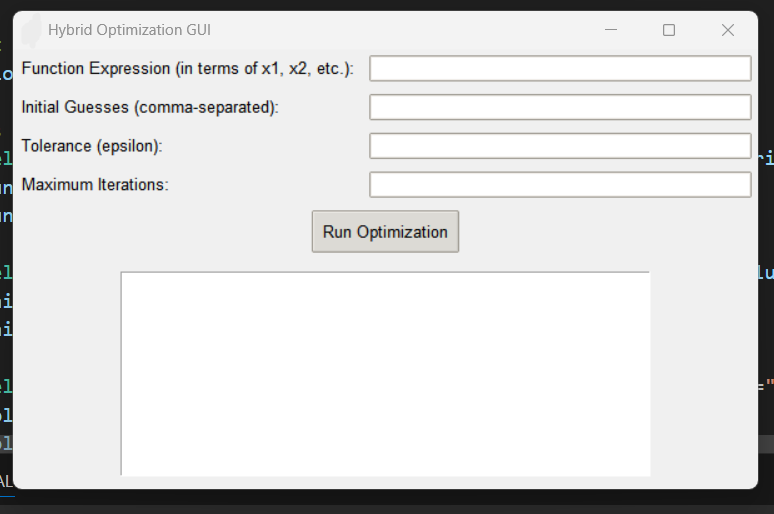 Hybrid Optimization GUI
Function Expression (in terms of x1, x2, etc.):
Initial Guesses (comma-separated):
Tolerance (epsilon):
Maximum Iterations:
Run Optimization